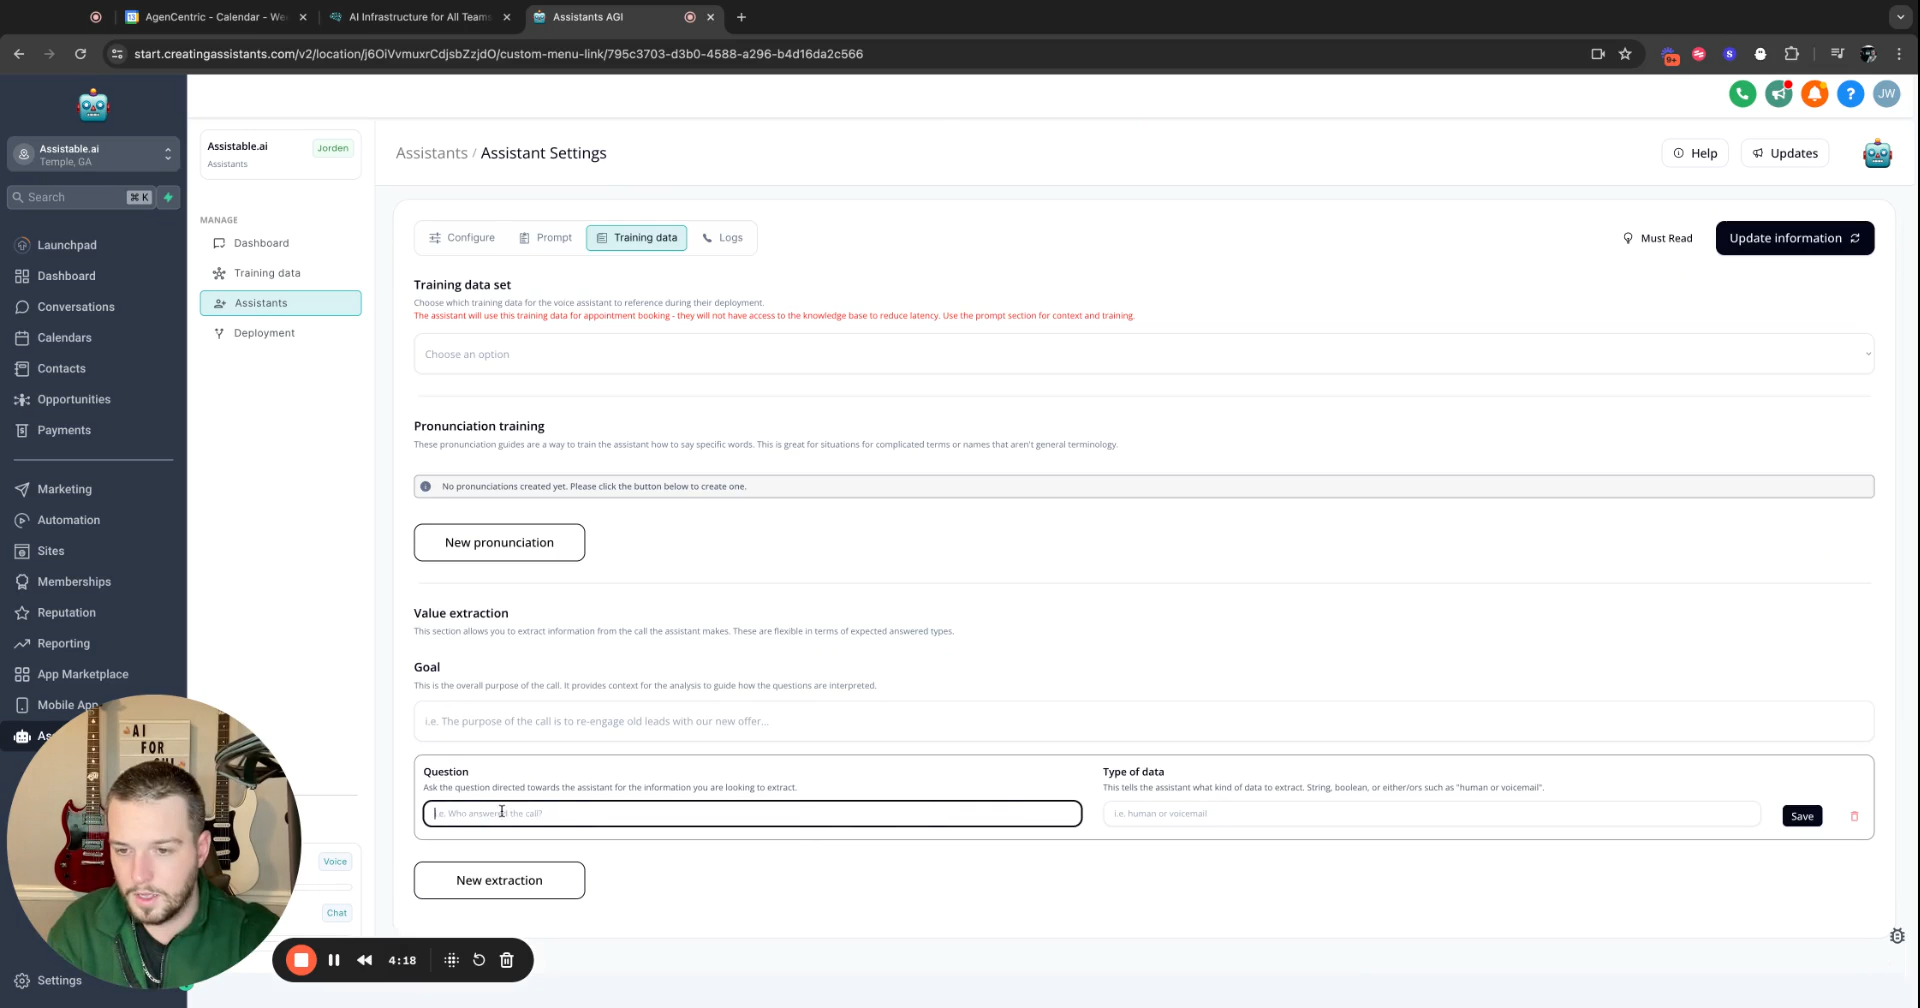 AgenCentric - Calendar - We
AI Infrastructure for All Teams
Assistants AGI
start.creatingassistants.com/v2/location/j6OiVvmuxrCdjsbZzjdO/custom-menu-link/795c3703-d3b0-4588-a296-b4d16da2c566
9+
S
JW
Assistable.ai
Temple, GA
Search
⌘ K
Launchpad
Dashboard
Conversations
Calendars
Contacts
Opportunities
Payments
Marketing
Automation
Sites
Memberships
Reputation
Reporting
App Marketplace
Mobile App
As
Settings
Assistable.ai
Jorden
Assistants
MANAGE
Dashboard
Training data
Assistants
Deployment
Voice
Chat
Assistants / Assistant Settings
Help
Updates
Configure
Prompt
Training data
Logs
Must Read
Update information
Training data set
Choose which training data for the voice assistant to reference during their deployment.
The assistant will use this training data for appointment booking - they will not have access to the knowledge base to reduce latency. Use the prompt section for context and training.
Choose an option
Pronunciation training
These pronunciation guides are a way to train the assistant how to say specific words. This is great for situations for complicated terms or names that aren't general terminology.
No pronunciations created yet. Please click the button below to create one.
New pronunciation
Value extraction
This section allows you to extract information from the call the assistant makes. These are flexible in terms of expected answered types.
Goal
This is the overall purpose of the call. It provides context for the analysis to guide how the questions are interpreted.
i.e. The purpose of the call is to re-engage old leads with our new offer...
Question
Ask the question directed towards the assistant for the information you are looking to extract.
i.e. Who answered the call?
Type of data
This tells the assistant what kind of data to extract. String, boolean, or either/ors such as "human or voicemail".
i.e. human or voicemail
Save
New extraction
AI
FOR
4:18